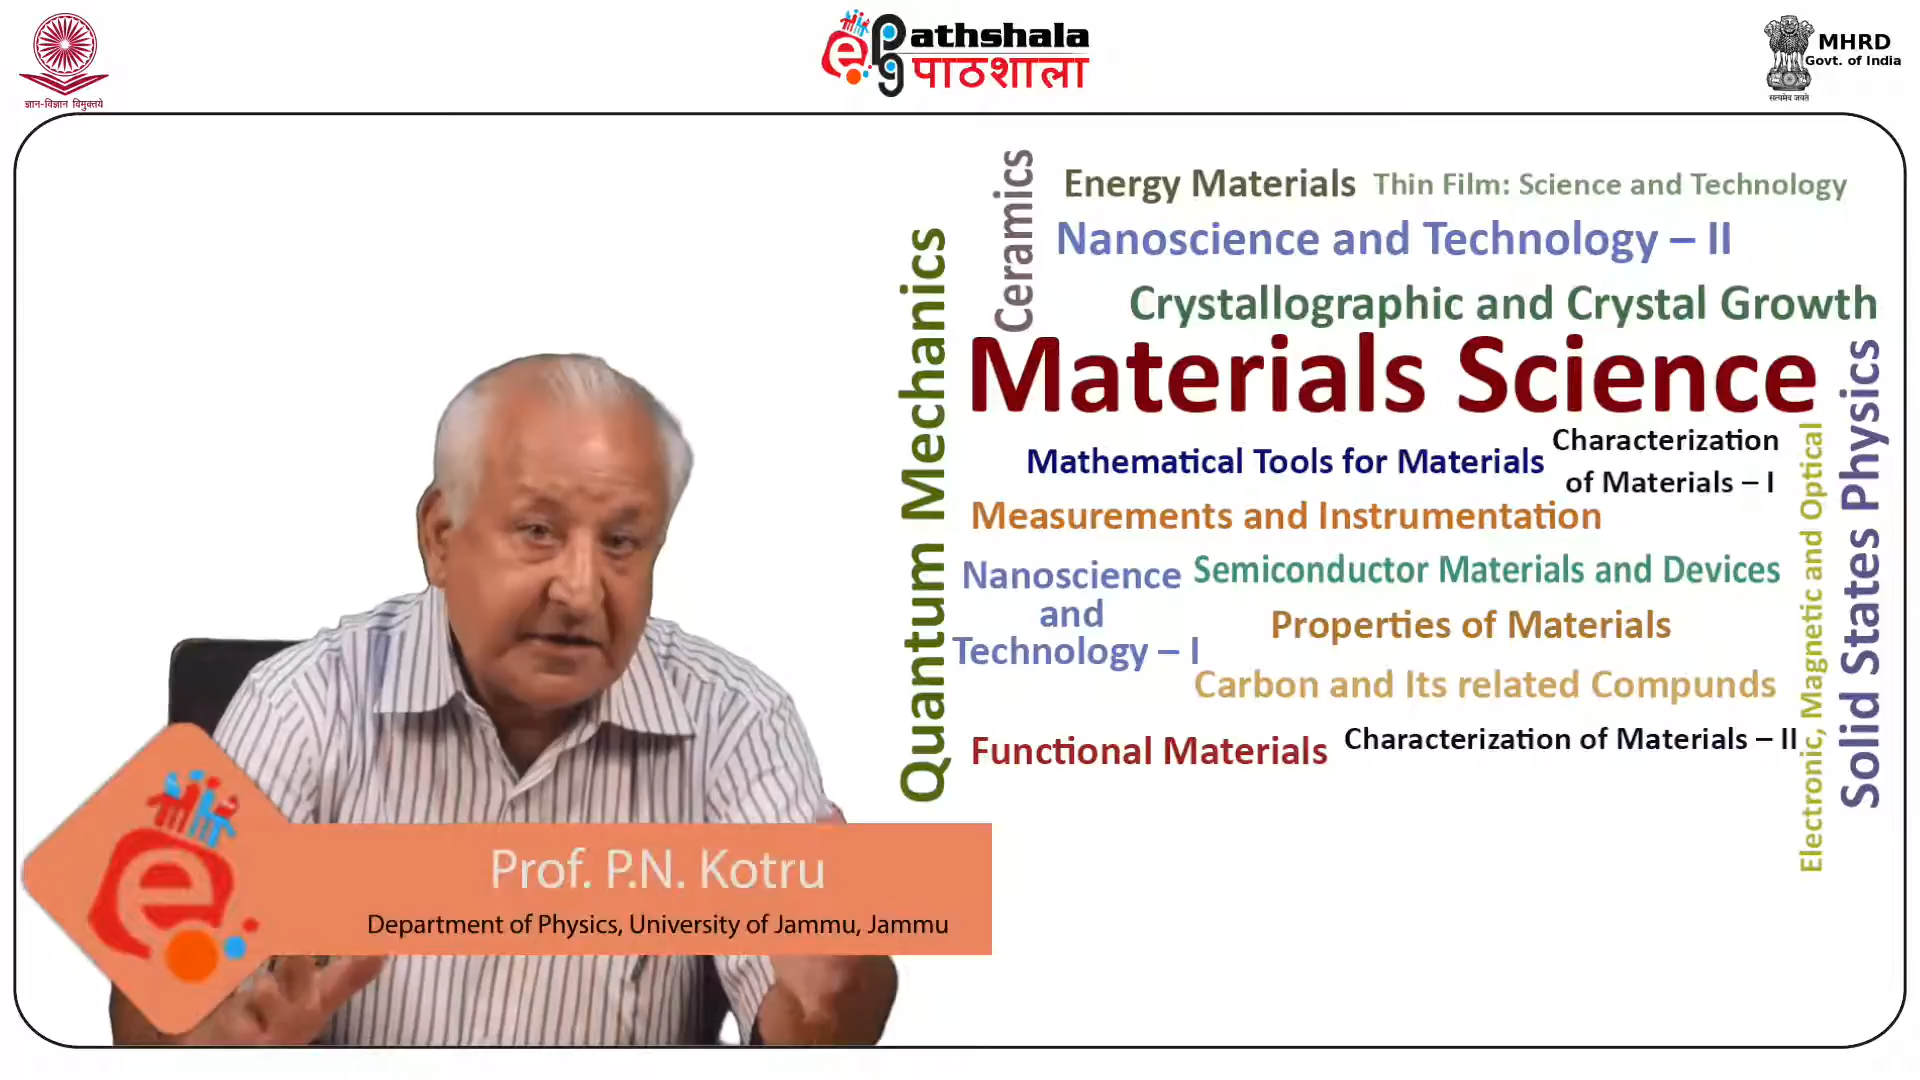 ज्ञान-विज्ञान विमुक्तये
ePathshala
पाठशाला
MHRD
Govt. of India
सत्यमेव जयते
Ceramics
Energy Materials
Thin Film: Science and Technology
Nanoscience and Technology – II
Crystallographic and Crystal Growth
Quantum Mechanics
Materials Science
Solid States Physics
Mathematical Tools for Materials
Characterization
of Materials – I
Electronic, Magnetic and Optical
Measurements and Instrumentation
Nanoscience
and
Technology – I
Semiconductor Materials and Devices
Properties of Materials
Carbon and Its related Compunds
Functional Materials
Characterization of Materials – II
e
Prof. P.N. Kotru
Department of Physics, University of Jammu, Jammu